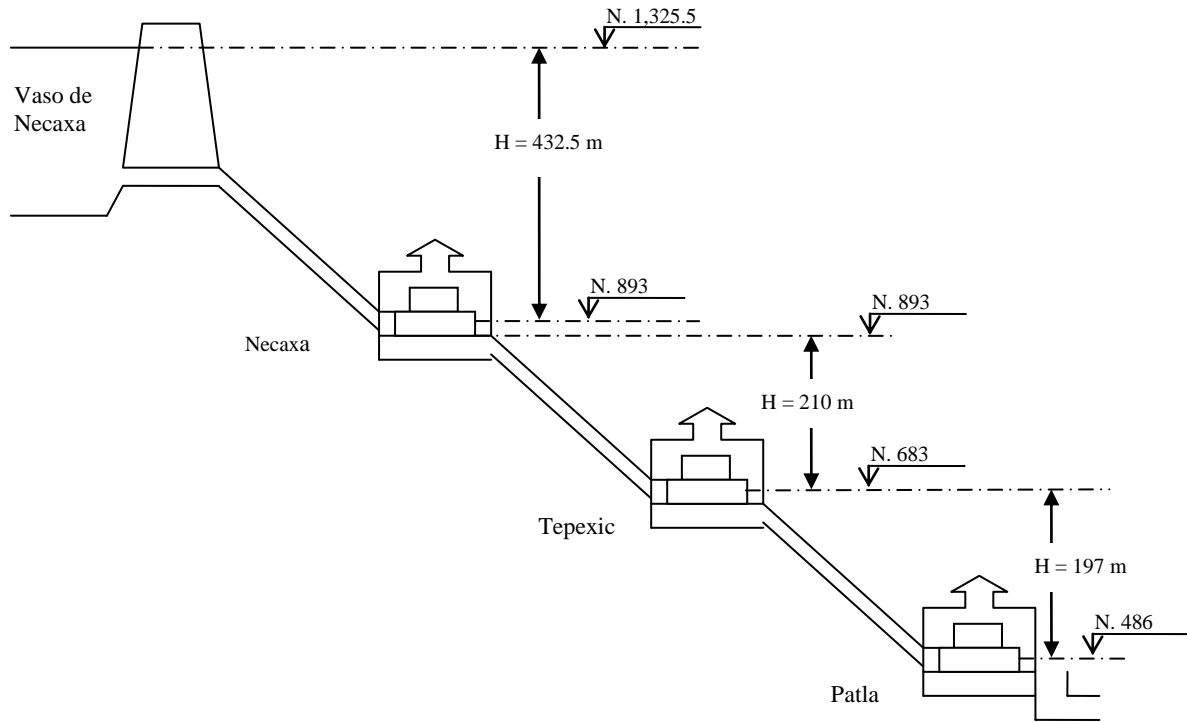 N. 1,325.5
Vaso de
Necaxa
H = 432.5 m
N. 893
N. 893
Necaxa
H = 210 m
N. 683
Tepexic
H = 197 m
N. 486
Patla